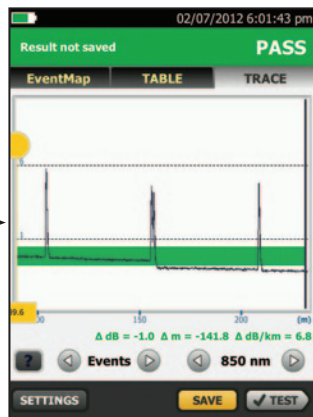 02/07/2012 6:01:43 pm
Result not saved PASS
EventMap TABLE TRACE
1
150 200 (m)
Δ dB = -1.0 Δ m = -141.8 Δ dB/km = 6.8
? Events 850 nm
SETTINGS SAVE ✓TEST